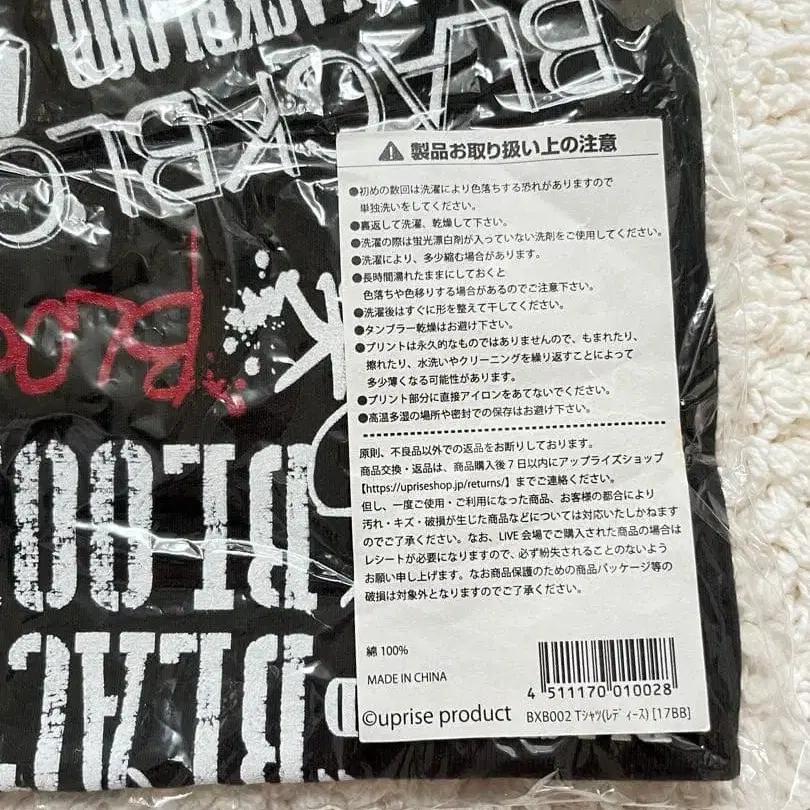 BLACKBLOOD
BLACKBLO
BLOO
BLOO
BLAC
⚠ 製品お取り扱い上の注意
●初めの数回は洗濯により色落ちする恐れがありますので
単独洗いをしてください。
●裏返して洗濯、乾燥して下さい。
●洗濯の際は蛍光漂白剤が入っていない洗剤をご使用してください。
●洗濯により、多少縮む場合があります。
●長時間濡れたままにしておくと
色落ちや色移りする場合があるのでご注意下さい。
●洗濯後はすぐに形を整えて干してください。
●タンブラー乾燥はお避け下さい。
●プリントは永久的なものではありませんので、もまれたり、
擦れたり、水洗いやクリーニングを繰り返すことによって
多少薄くなる可能性があります。
●プリント部分に直接アイロンをあてないでください。
●高温多湿の場所や密封での保存はお避け下さい。
原則、不良品以外での返品をお断りしております。
商品交換・返品は、商品購入後7日以内にアップライズショップ
【https://upriseshop.jp/returns/】までご連絡ください。
但し、一度ご使用・ご利用になった商品、お客様の都合により
汚れ・キズ・破損が生じた商品などについては対応いたしかねます
のでご了承ください。なお、LIVE 会場でご購入された商品の場合は
レシートが必要になりますので、必ず紛失されることのないよう
お願い申し上げます。なお商品保護のための商品パッケージ等の
破損は対象外となりますのでご了承ください。
綿 100%
MADE IN CHINA
4 511170 010028
©uprise product
BXB002 Tシャツ(レディース) [17BB]